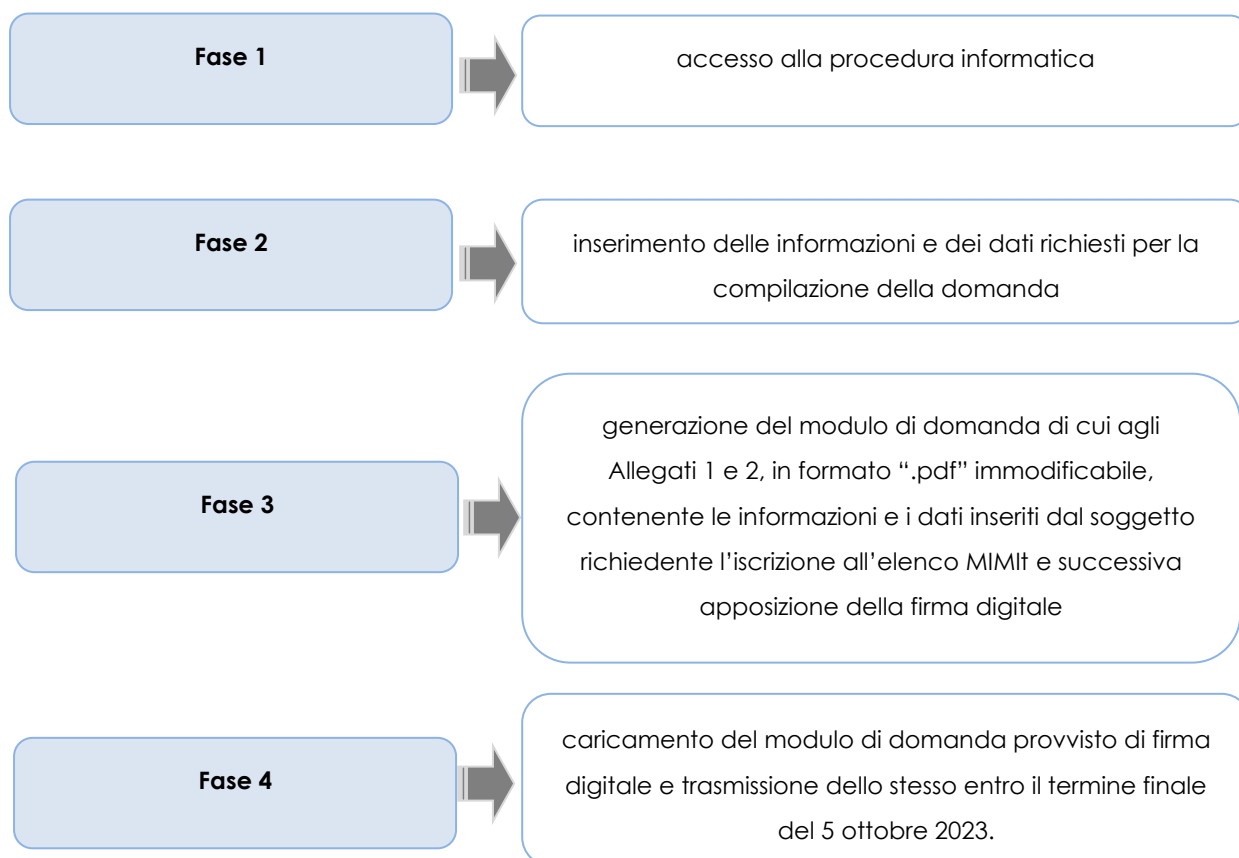 Fase 1
accesso alla procedura informatica
Fase 2
inserimento delle informazioni e dei dati richiesti per la
compilazione della domanda
Fase 3
generazione del modulo di domanda di cui agli
Allegati 1 e 2, in formato “.pdf” immodificabile,
contenente le informazioni e i dati inseriti dal soggetto
richiedente l’iscrizione all’elenco MIMIt e successiva
apposizione della firma digitale
Fase 4
caricamento del modulo di domanda provvisto di firma
digitale e trasmissione dello stesso entro il termine finale
del 5 ottobre 2023.